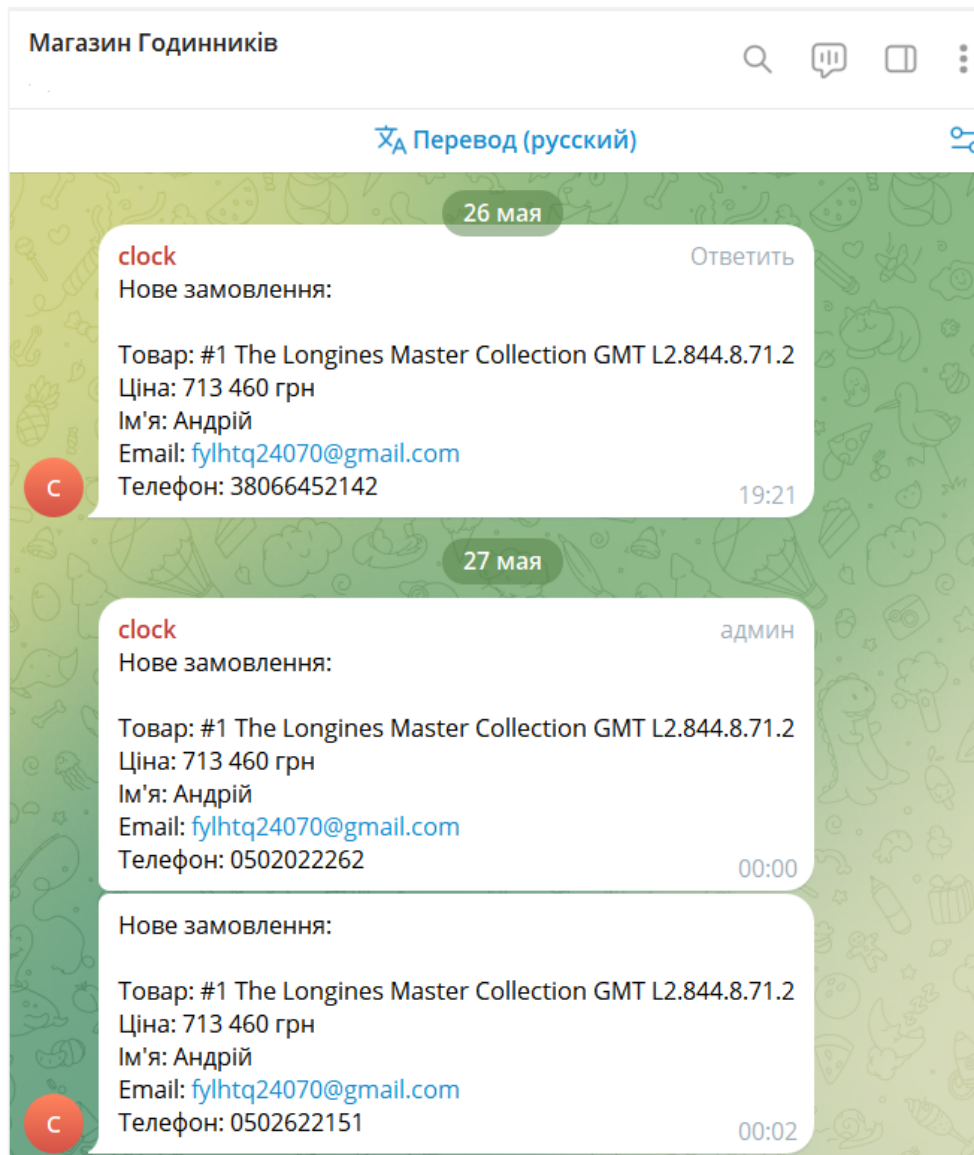 Магазин Годинників
Перевод (русский)
26 мая
clock Ответить
Нове замовлення:
Товар: #1 The Longines Master Collection GMT L2.844.8.71.2
Ціна: 713 460 грн
Ім'я: Андрій
Email: fylhtq24070@gmail.com
Телефон: 38066452142
C
19:21
27 мая
clock админ
Нове замовлення:
Товар: #1 The Longines Master Collection GMT L2.844.8.71.2
Ціна: 713 460 грн
Ім'я: Андрій
Email: fylhtq24070@gmail.com
Телефон: 0502022262
00:00
Нове замовлення:
Товар: #1 The Longines Master Collection GMT L2.844.8.71.2
Ціна: 713 460 грн
Ім'я: Андрій
Email: fylhtq24070@gmail.com
Телефон: 0502622151
C
00:02